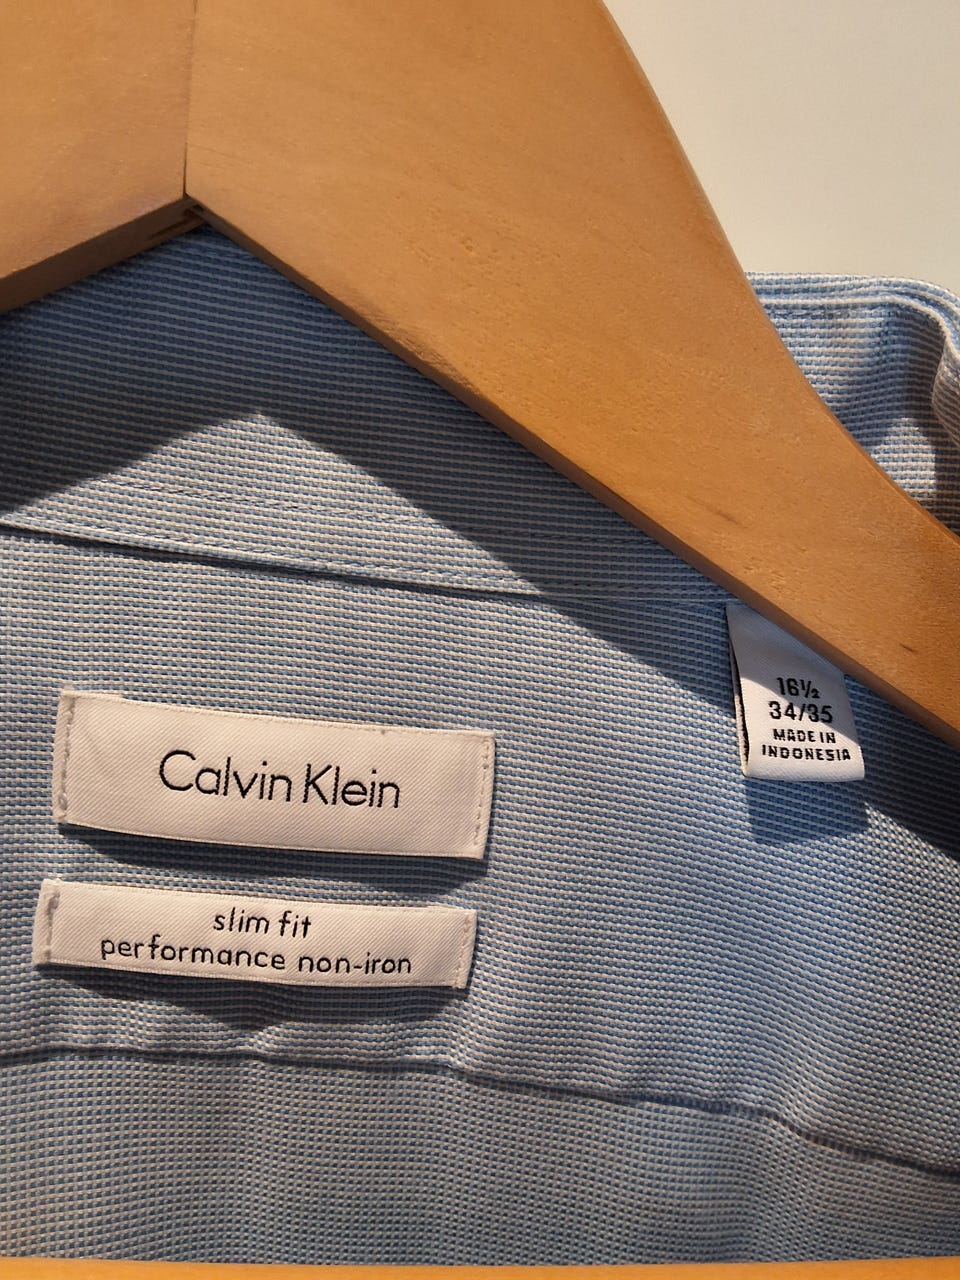 16½
34/35
MADE IN
INDONESIA
Calvin Klein
slim fit
performance non-iron